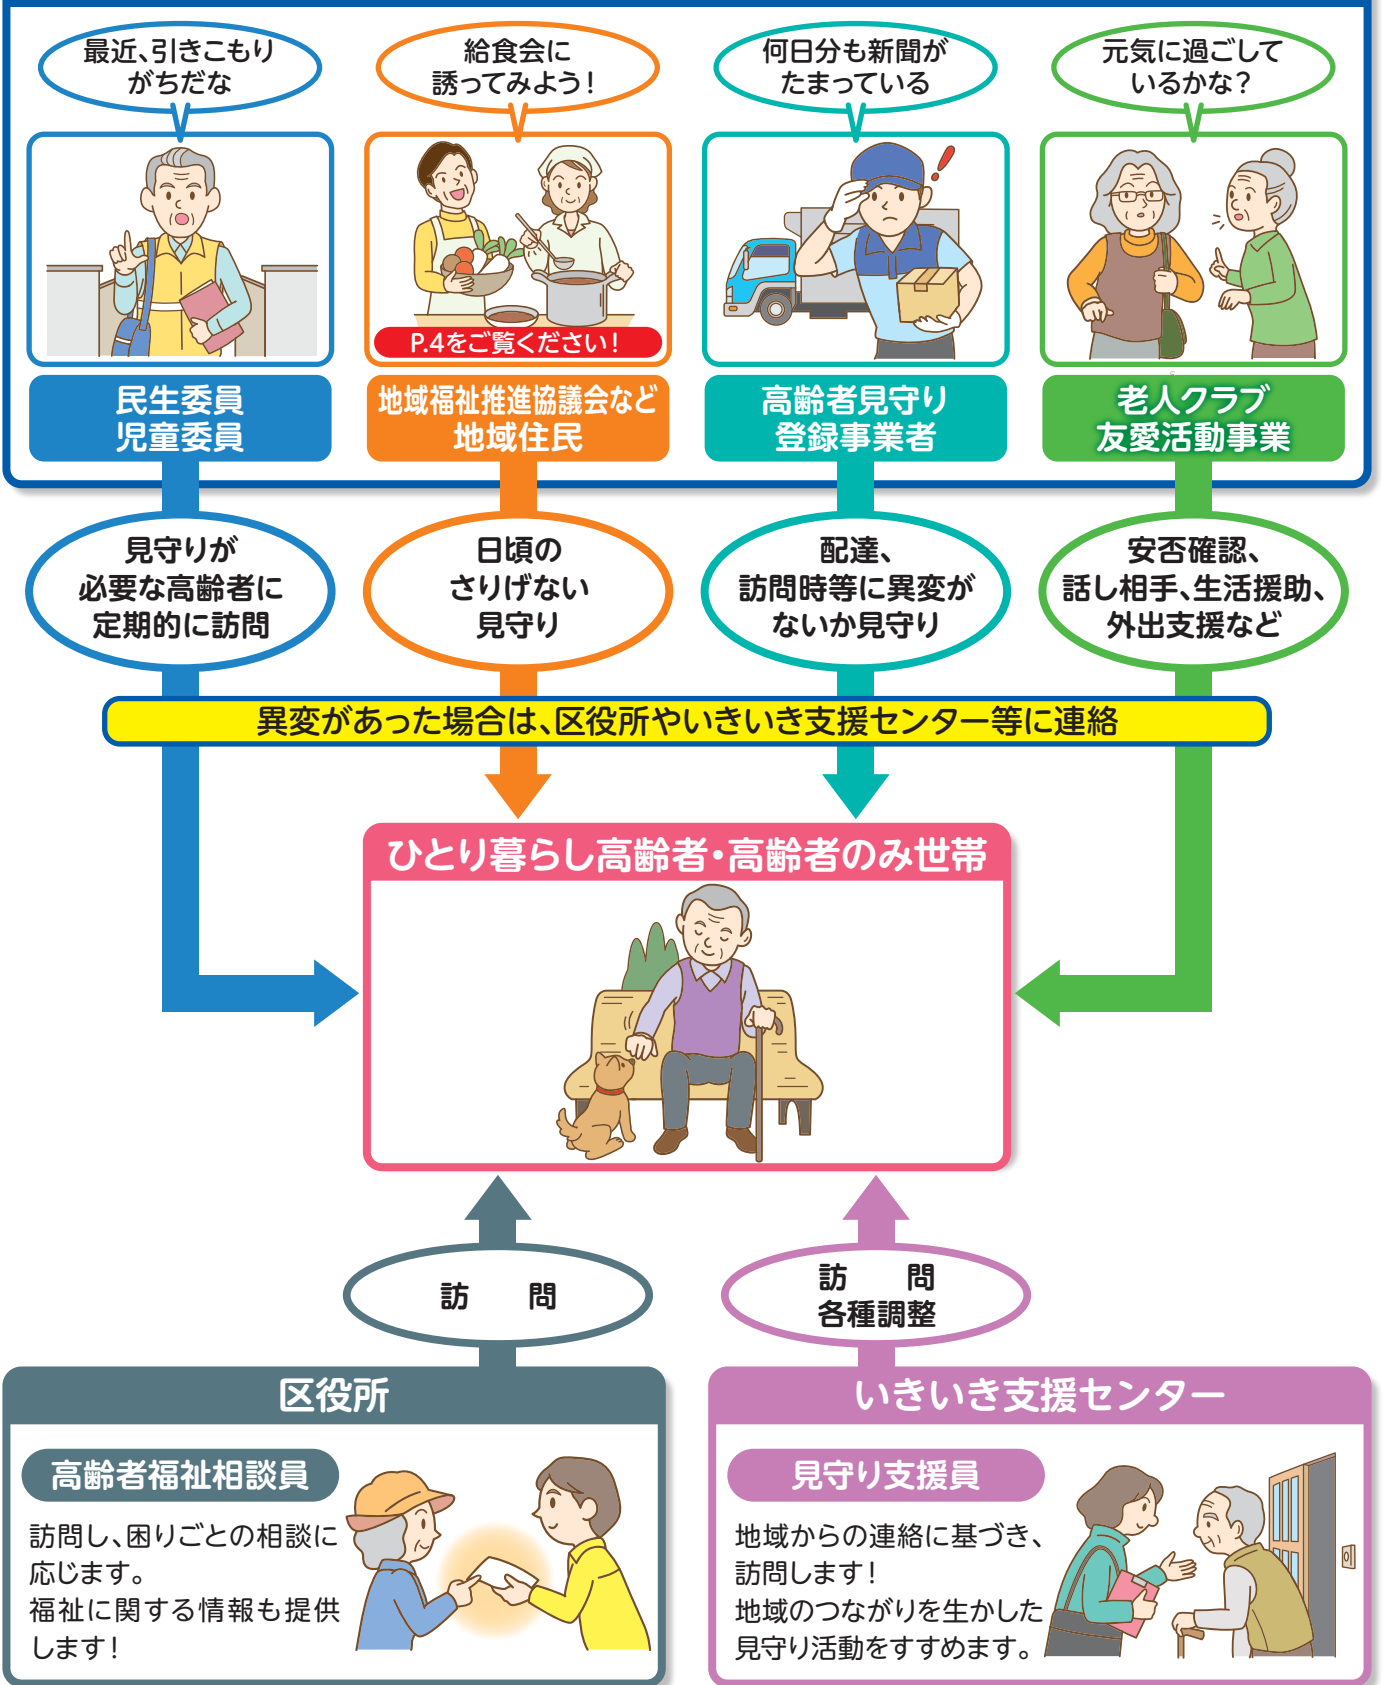 最近、引きこもり
がちだな
給食会に
誘ってみよう!
何日分も新聞が
たまっている
元気に過ごして
いるかな?
P.4をご覧ください!
民生委員
児童委員
地域福祉推進協議会など
地域住民
高齢者見守り
登録事業者
老人クラブ
友愛活動事業
見守りが
必要な高齢者に
定期的に訪問
日頃の
さりげない
見守り
配達、
訪問時等に異変が
ないか見守り
安否確認、
話し相手、生活援助、
外出支援など
異変があった場合は、区役所やいきいき支援センター等に連絡
ひとり暮らし高齢者・高齢者のみ世帯
訪　問
訪　問
各種調整
区役所
高齢者福祉相談員
訪問し、困りごとの相談に
応じます。
福祉に関する情報も提供
します!
いきいき支援センター
見守り支援員
地域からの連絡に基づき、
訪問します!
地域のつながりを生かした
見守り活動をすすめます。